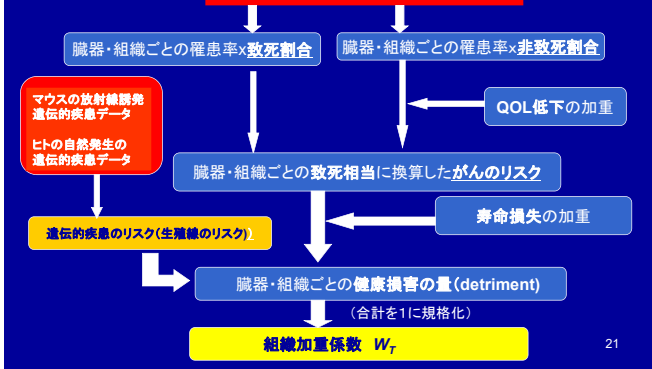 臓器・組織ごとの罹患率x致死割合
臓器・組織ごとの罹患率x非致死割合
マウスの放射線誘発
遺伝的疾患データ
ヒトの自然発生の
遺伝的疾患データ
QOL低下の加重
臓器・組織ごとの致死相当に換算したがんのリスク
寿命損失の加重
遺伝的疾患のリスク(生殖線のリスク))
臓器・組織ごとの健康損害の量(detriment)
(合計を1に規格化)
組織加重係数 WT
21